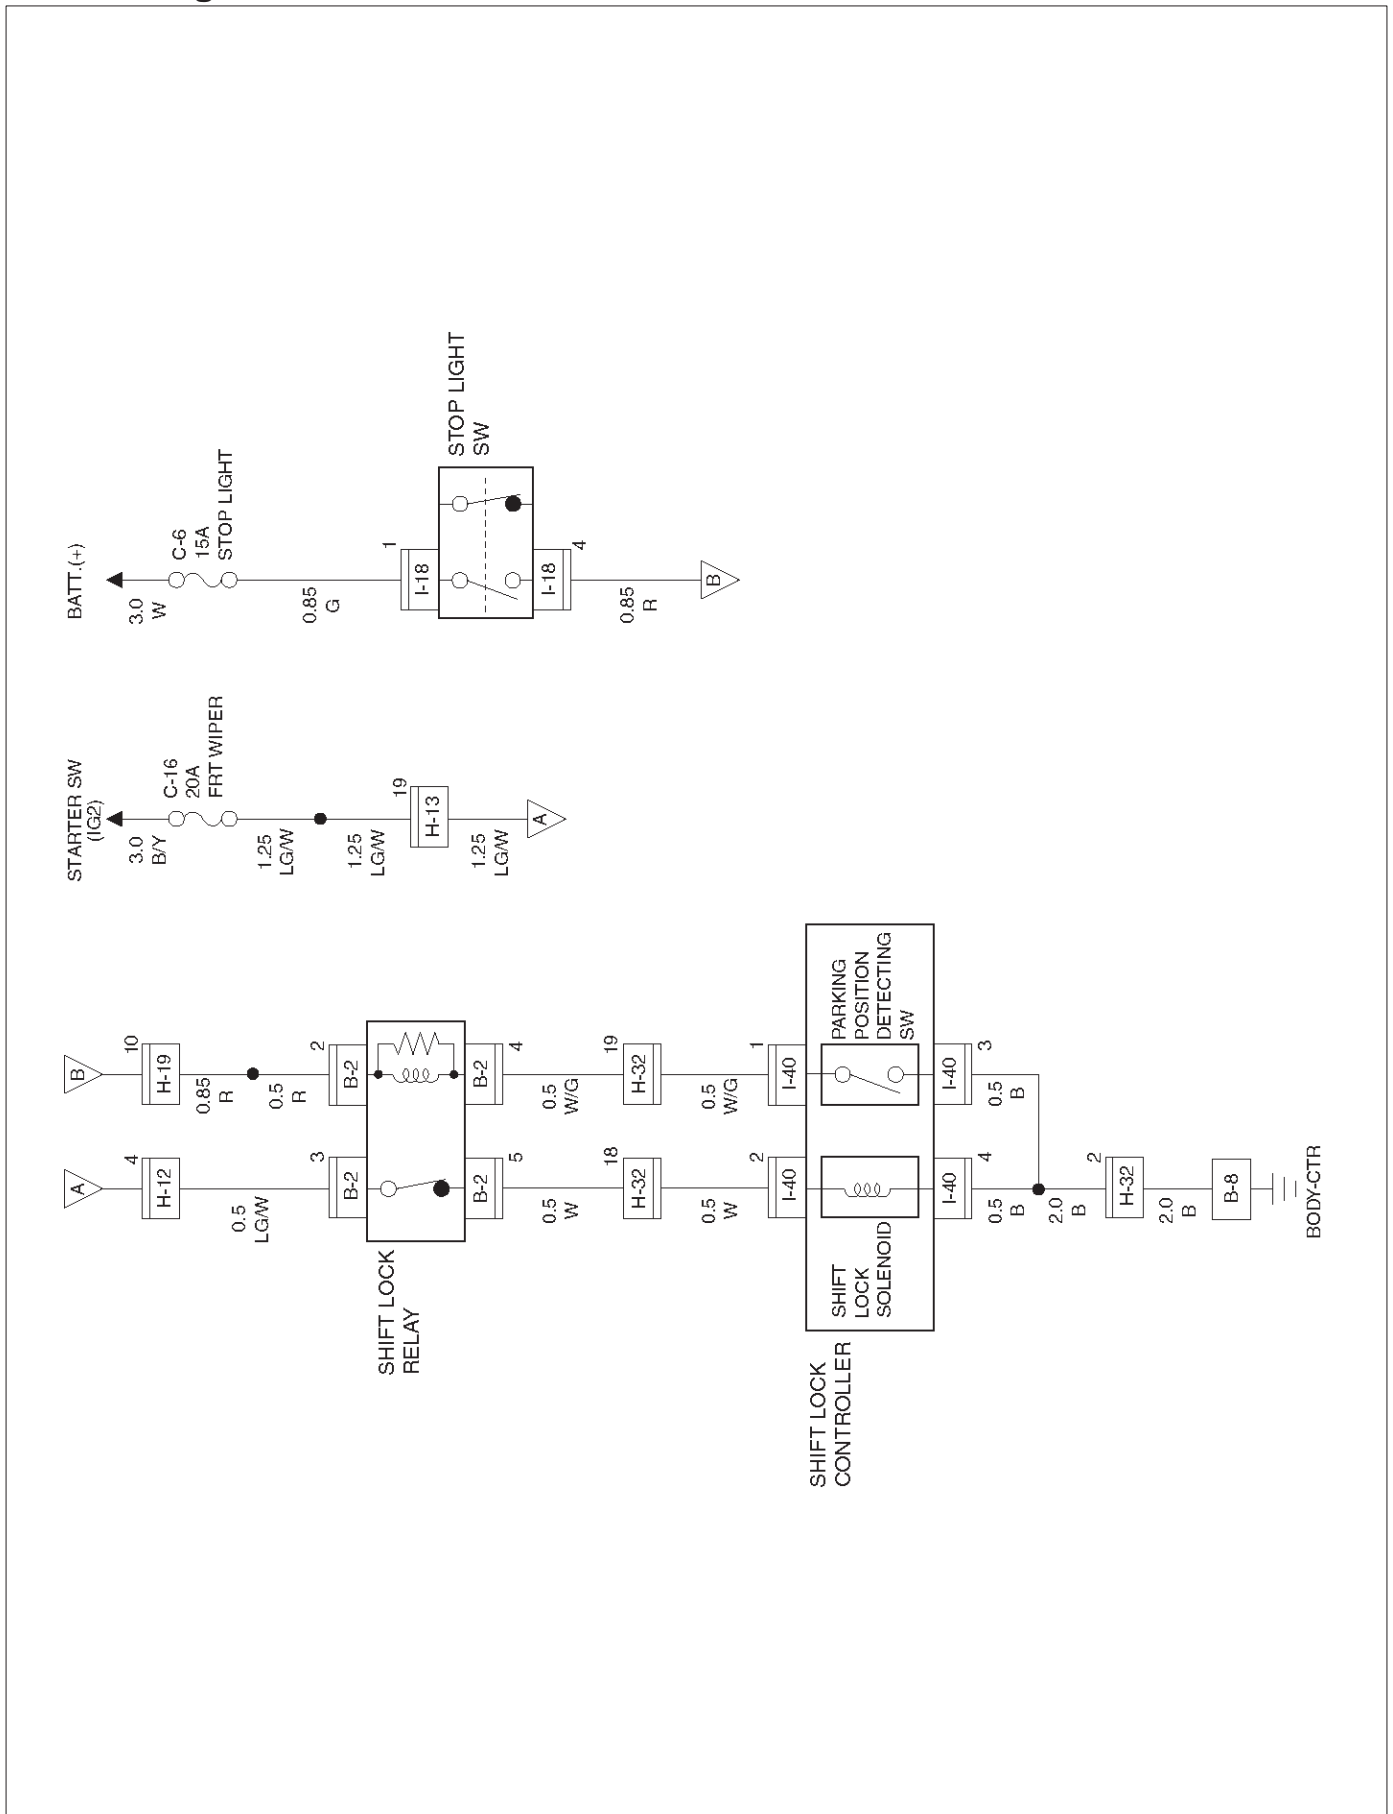 BATT.(+)
3.0
W
C-6
15A
STOP LIGHT
0.85
G
1
I-18
STOP LIGHT
SW
I-18
4
0.85
R
B
STARTER SW
(IG2)
3.0
B/Y
C-16
20A
FRT WIPER
1.25
LG/W
1.25
LG/W
19
H-13
1.25
LG/W
A
B
10
H-19
0.85
R
0.5
R
2
B-2
B-2
4
0.5
W/G
19
H-32
0.5
W/G
1
I-40
PARKING
POSITION
DETECTING
SW
I-40
3
0.5
B
A
4
H-12
0.5
LG/W
3
B-2
SHIFT LOCK
RELAY
B-2
5
0.5
W
18
H-32
0.5
W
2
I-40
SHIFT
LOCK
SOLENOID
SHIFT LOCK
CONTROLLER
I-40
4
0.5
B
2.0
B
2
H-32
2.0
B
B-8
BODY-CTR